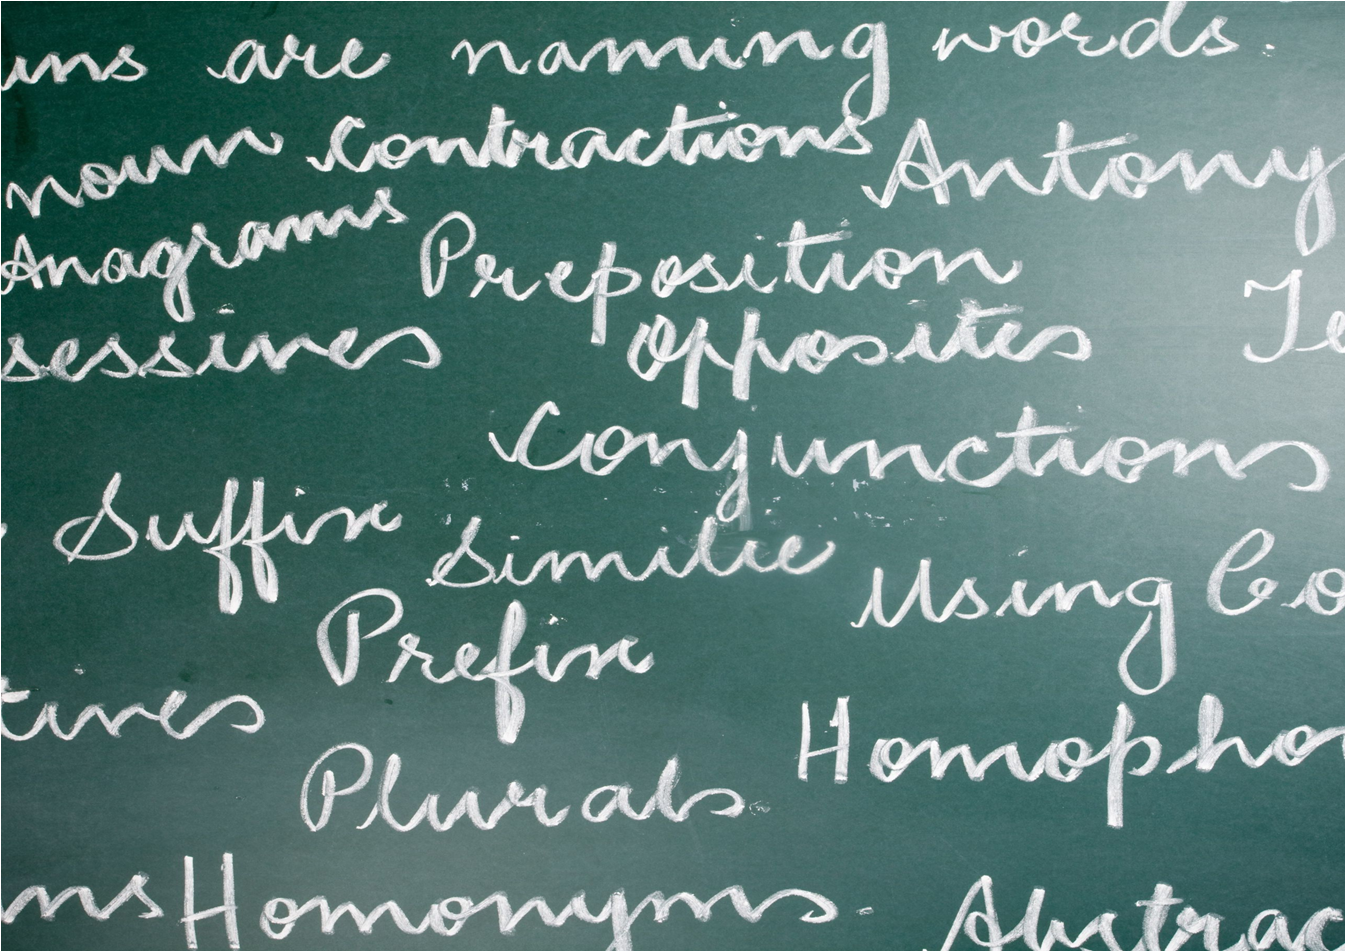 uns are naming words.
noun Contractions Antony
Anagrams Preposition
sessives opposites Te
Conjunctions
Suffix Similie Using Co
Prefix
tives Homopho
Plurals
ms Homonyms. Abstrac